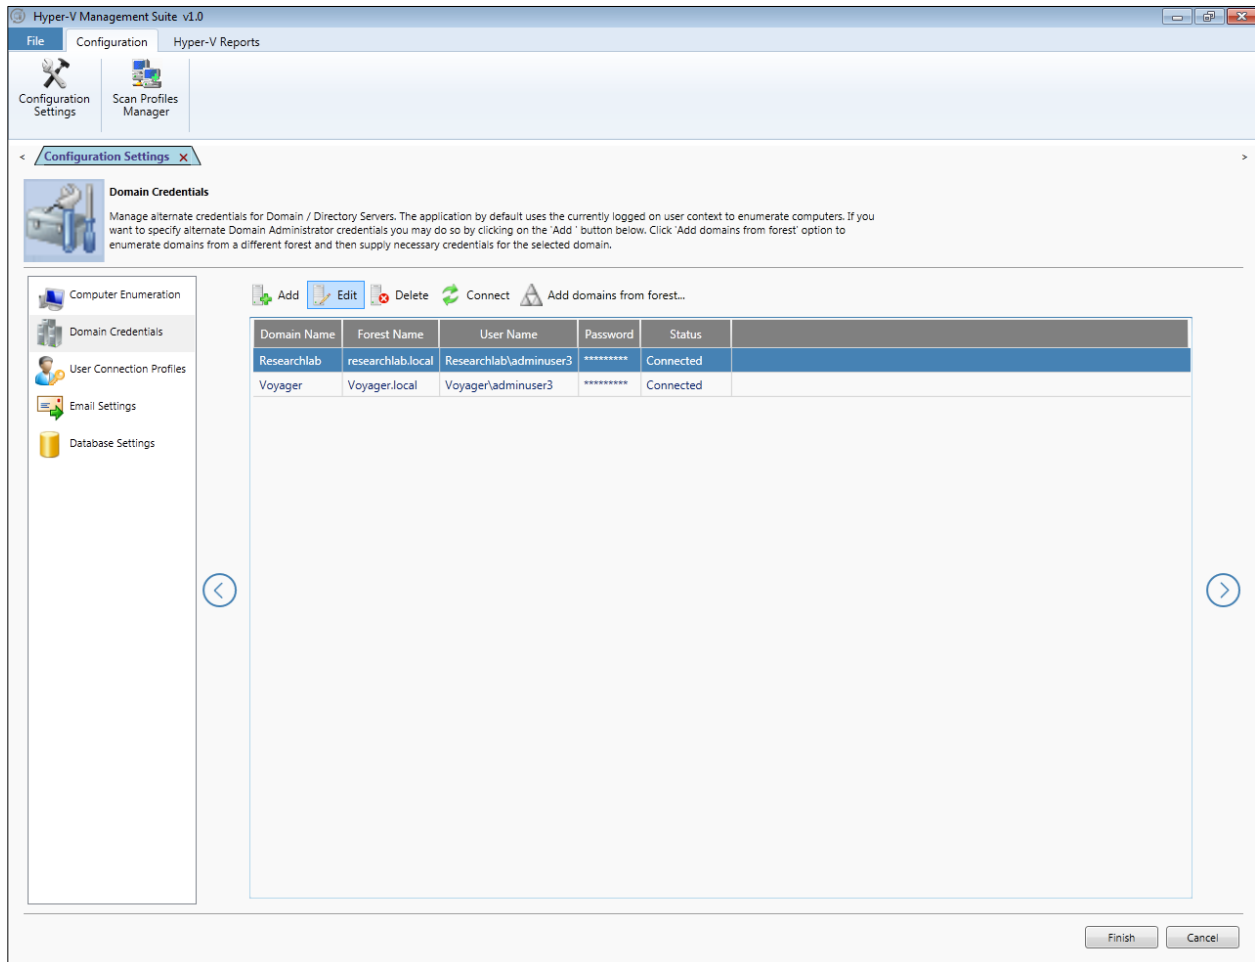 Hyper-V Management Suite v1.0
File Configuration Hyper-V Reports
Configuration Settings
Scan Profiles Manager
< Configuration Settings x >
Domain Credentials
Manage alternate credentials for Domain / Directory Servers. The application by default uses the currently logged on user context to enumerate computers. If you
want to specify alternate Domain Administrator credentials you may do so by clicking on the 'Add ' button below. Click 'Add domains from forest' option to
enumerate domains from a different forest and then supply necessary credentials for the selected domain.
Computer Enumeration
Domain Credentials
User Connection Profiles
Email Settings
Database Settings
Add Edit Delete Connect Add domains from forest...
Domain Name Forest Name User Name Password Status
Researchlab researchlab.local Researchlab\adminuser3 ********* Connected
Voyager Voyager.local Voyager\adminuser3 ********* Connected
Finish Cancel